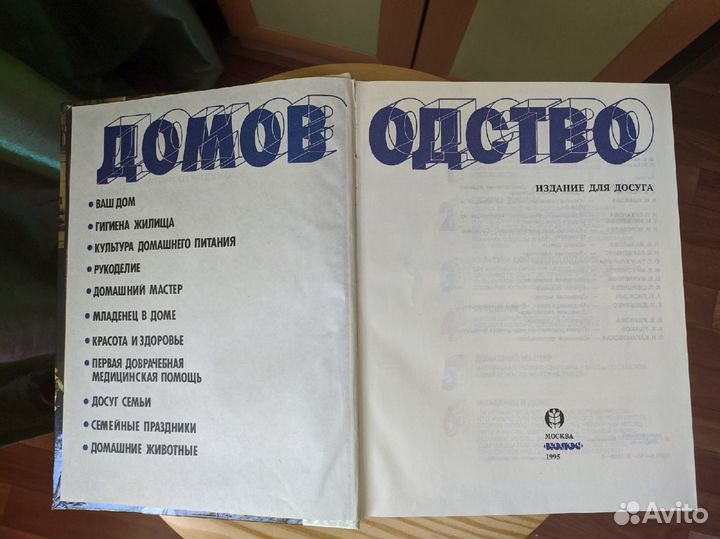 ДОМОВОДСТВО
• ВАШ ДОМ
• ГИГИЕНА ЖИЛИЩА
• КУЛЬТУРА ДОМАШНЕГО ПИТАНИЯ
• РУКОДЕЛИЕ
• ДОМАШНИЙ МАСТЕР
• МЛАДЕНЕЦ В ДОМЕ
• КРАСОТА И ЗДОРОВЬЕ
• ПЕРВАЯ ДОВРАЧЕБНАЯ
МЕДИЦИНСКАЯ ПОМОЩЬ
• ДОСУГ СЕМЬИ
• СЕМЕЙНЫЕ ПРАЗДНИКИ
• ДОМАШНИЕ ЖИВОТНЫЕ
ИЗДАНИЕ ДЛЯ ДОСУГА
МОСКВА
«КОЛОС»
1995
Avito